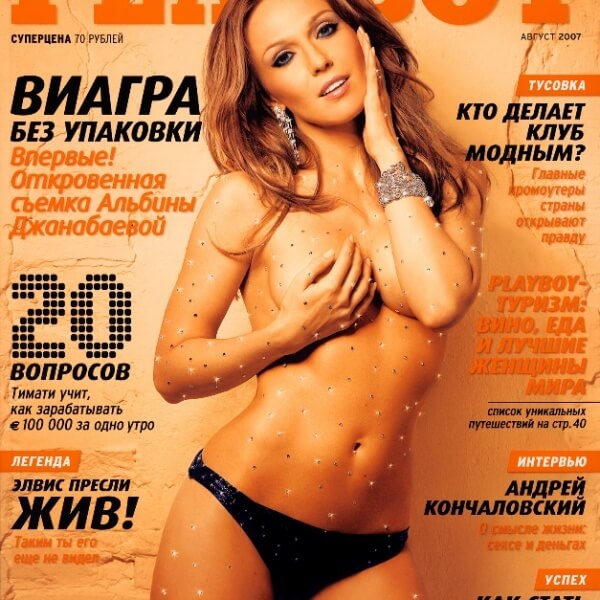 PLAYBOY
СУПЕРЦЕНА 70 РУБЛЕЙ
АВГУСТ 2007
ВИАГРА
БЕЗ УПАКОВКИ
Впервые!
Откровенная
съемка Альбины
Джанабаевой
20
ВОПРОСОВ
Тимати учит,
как зарабатывать
€ 100 000 за одно утро
ЛЕГЕНДА
ЭЛВИС ПРЕСЛИ
ЖИВ!
Таким ты его
еще не видел
ТУСОВКА
КТО ДЕЛАЕТ
КЛУБ
МОДНЫМ?
Главные
промоутеры
страны
открывают
правду
PLAYBOY-
ТУРИЗМ:
ВИНО, ЕДА
И ЛУЧШИЕ
ЖЕНЩИНЫ
МИРА
СПИСОК УНИКАЛЬНЫХ
ПУТЕШЕСТВИЙ НА СТР. 40
ИНТЕРВЬЮ
АНДРЕЙ
КОНЧАЛОВСКИЙ
О смысле жизни:
сексе и деньгах
УСПЕХ
КАК СТАТЬ